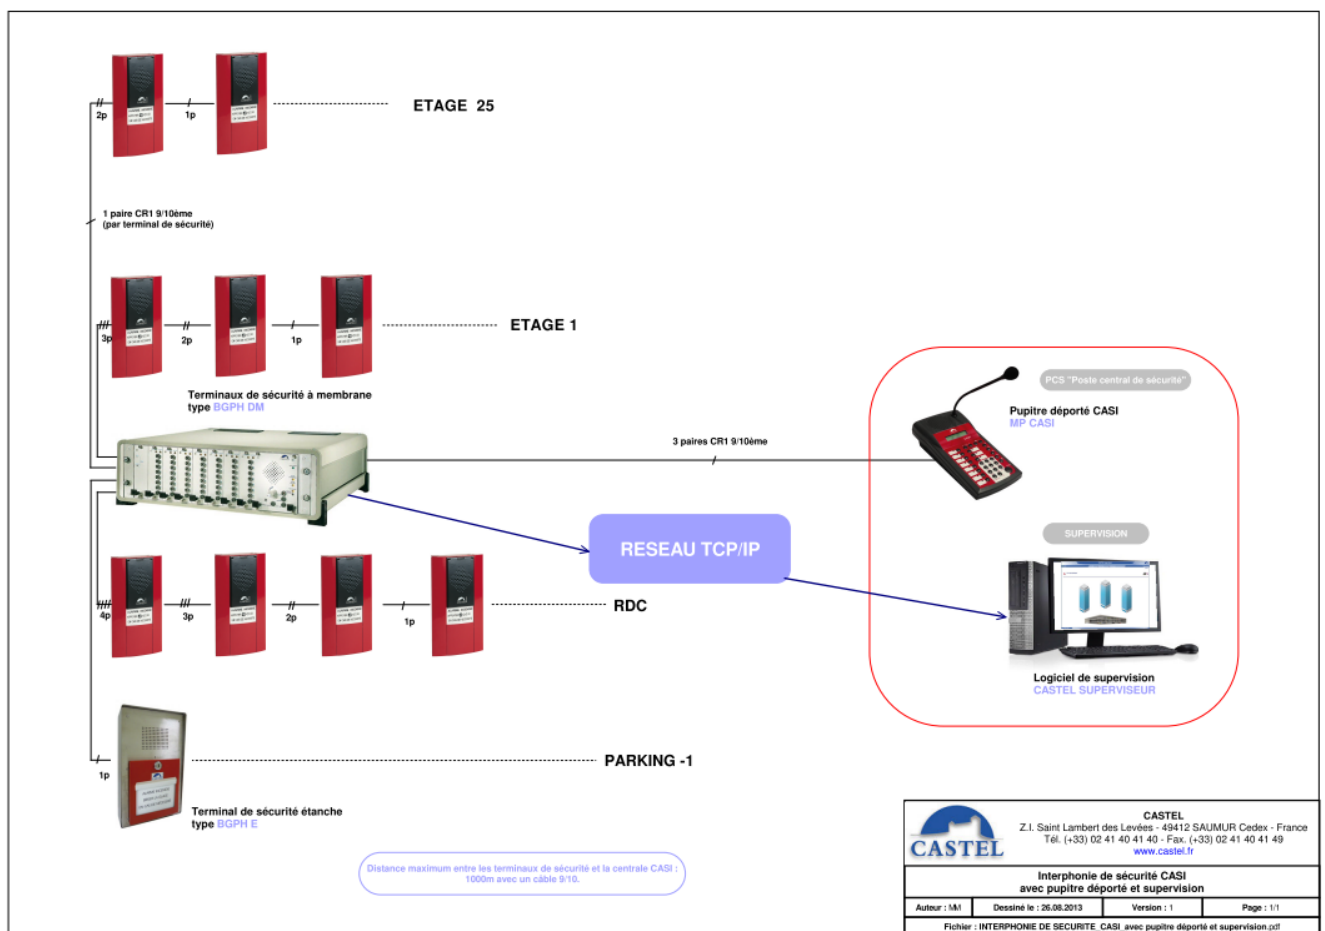 ETAGE 25
2p
1p
1 paire CR1 9/10ème
(par terminal de sécurité)
ETAGE 1
3p
2p
1p
Terminaux de sécurité à membrane
type BGPH DM
3 paires CR1 9/10ème
PCS "Poste central de sécurité"
Pupitre déporté CASI
MP CASI
RESEAU TCP/IP
SUPERVISION
RDC
4p
3p
2p
1p
Logiciel de supervision
CASTEL SUPERVISEUR
PARKING -1
1p
Terminal de sécurité étanche
type BGPH E
Distance maximum entre les terminaux de sécurité et la centrale CASI :
1000m avec un câble 9/10.
CASTEL
CASTEL
Z.I. Saint Lambert des Levées - 49412 SAUMUR Cedex - France
Tél. (+33) 02 41 40 41 40 - Fax. (+33) 02 41 40 41 49
www.castel.fr
Interphonie de sécurité CASI
avec pupitre déporté et supervision
Auteur : MM
Dessiné le : 26.08.2013
Version : 1
Page : 1/1
Fichier : INTERPHONIE DE SECURITE_CASI_avec pupitre déporté et supervision.pdf